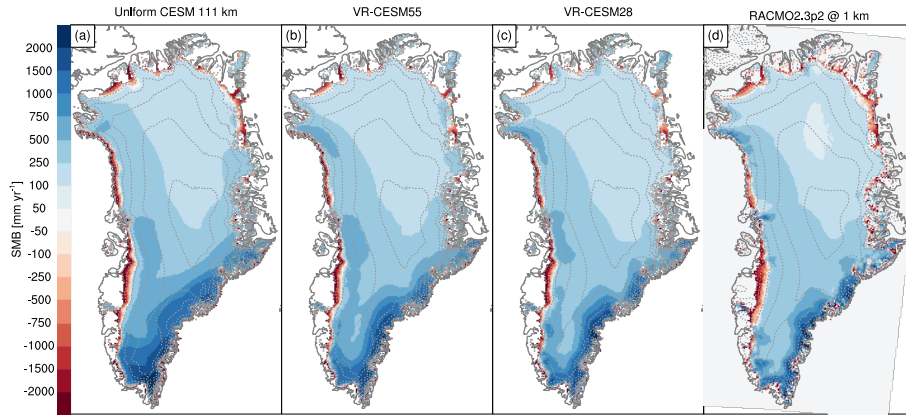 Uniform CESM 111 km
VR-CESM55
VR-CESM28
RACMO2.3p2 @ 1 km
(a)
(b)
(c)
(d)
SMB [mm yr⁻¹]
2000
1500
1000
750
500
250
100
50
-50
-100
-250
-500
-750
-1000
-1500
-2000